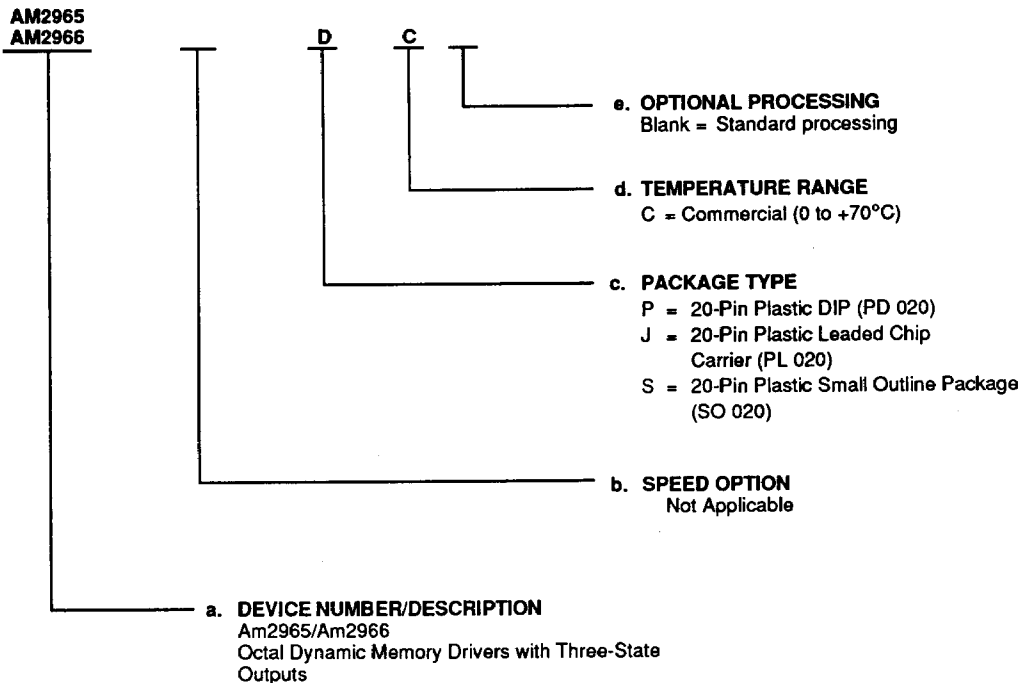 AM2965
AM2966
D C
e. OPTIONAL PROCESSING
Blank = Standard processing
d. TEMPERATURE RANGE
C = Commercial (0 to +70°C)
c. PACKAGE TYPE
P = 20-Pin Plastic DIP (PD 020)
J = 20-Pin Plastic Leaded Chip
Carrier (PL 020)
S = 20-Pin Plastic Small Outline Package
(SO 020)
b. SPEED OPTION
Not Applicable
a. DEVICE NUMBER/DESCRIPTION
Am2965/Am2966
Octal Dynamic Memory Drivers with Three-State
Outputs